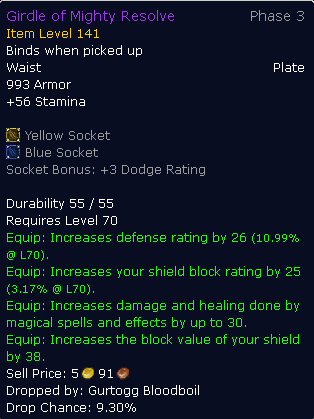 Girdle of Mighty Resolve Phase 3
Item Level 141
Binds when picked up
Waist Plate
993 Armor
+56 Stamina
Yellow Socket
Blue Socket
Socket Bonus: +3 Dodge Rating
Durability 55 / 55
Requires Level 70
Equip: Increases defense rating by 26 (10.99%
@ L70).
Equip: Increases your shield block rating by 25
(3.17% @ L70).
Equip: Increases damage and healing done by
magical spells and effects by up to 30.
Equip: Increases the block value of your shield
by 38.
Sell Price: 5 91
Dropped by: Gurtogg Bloodboil
Drop Chance: 9.30%